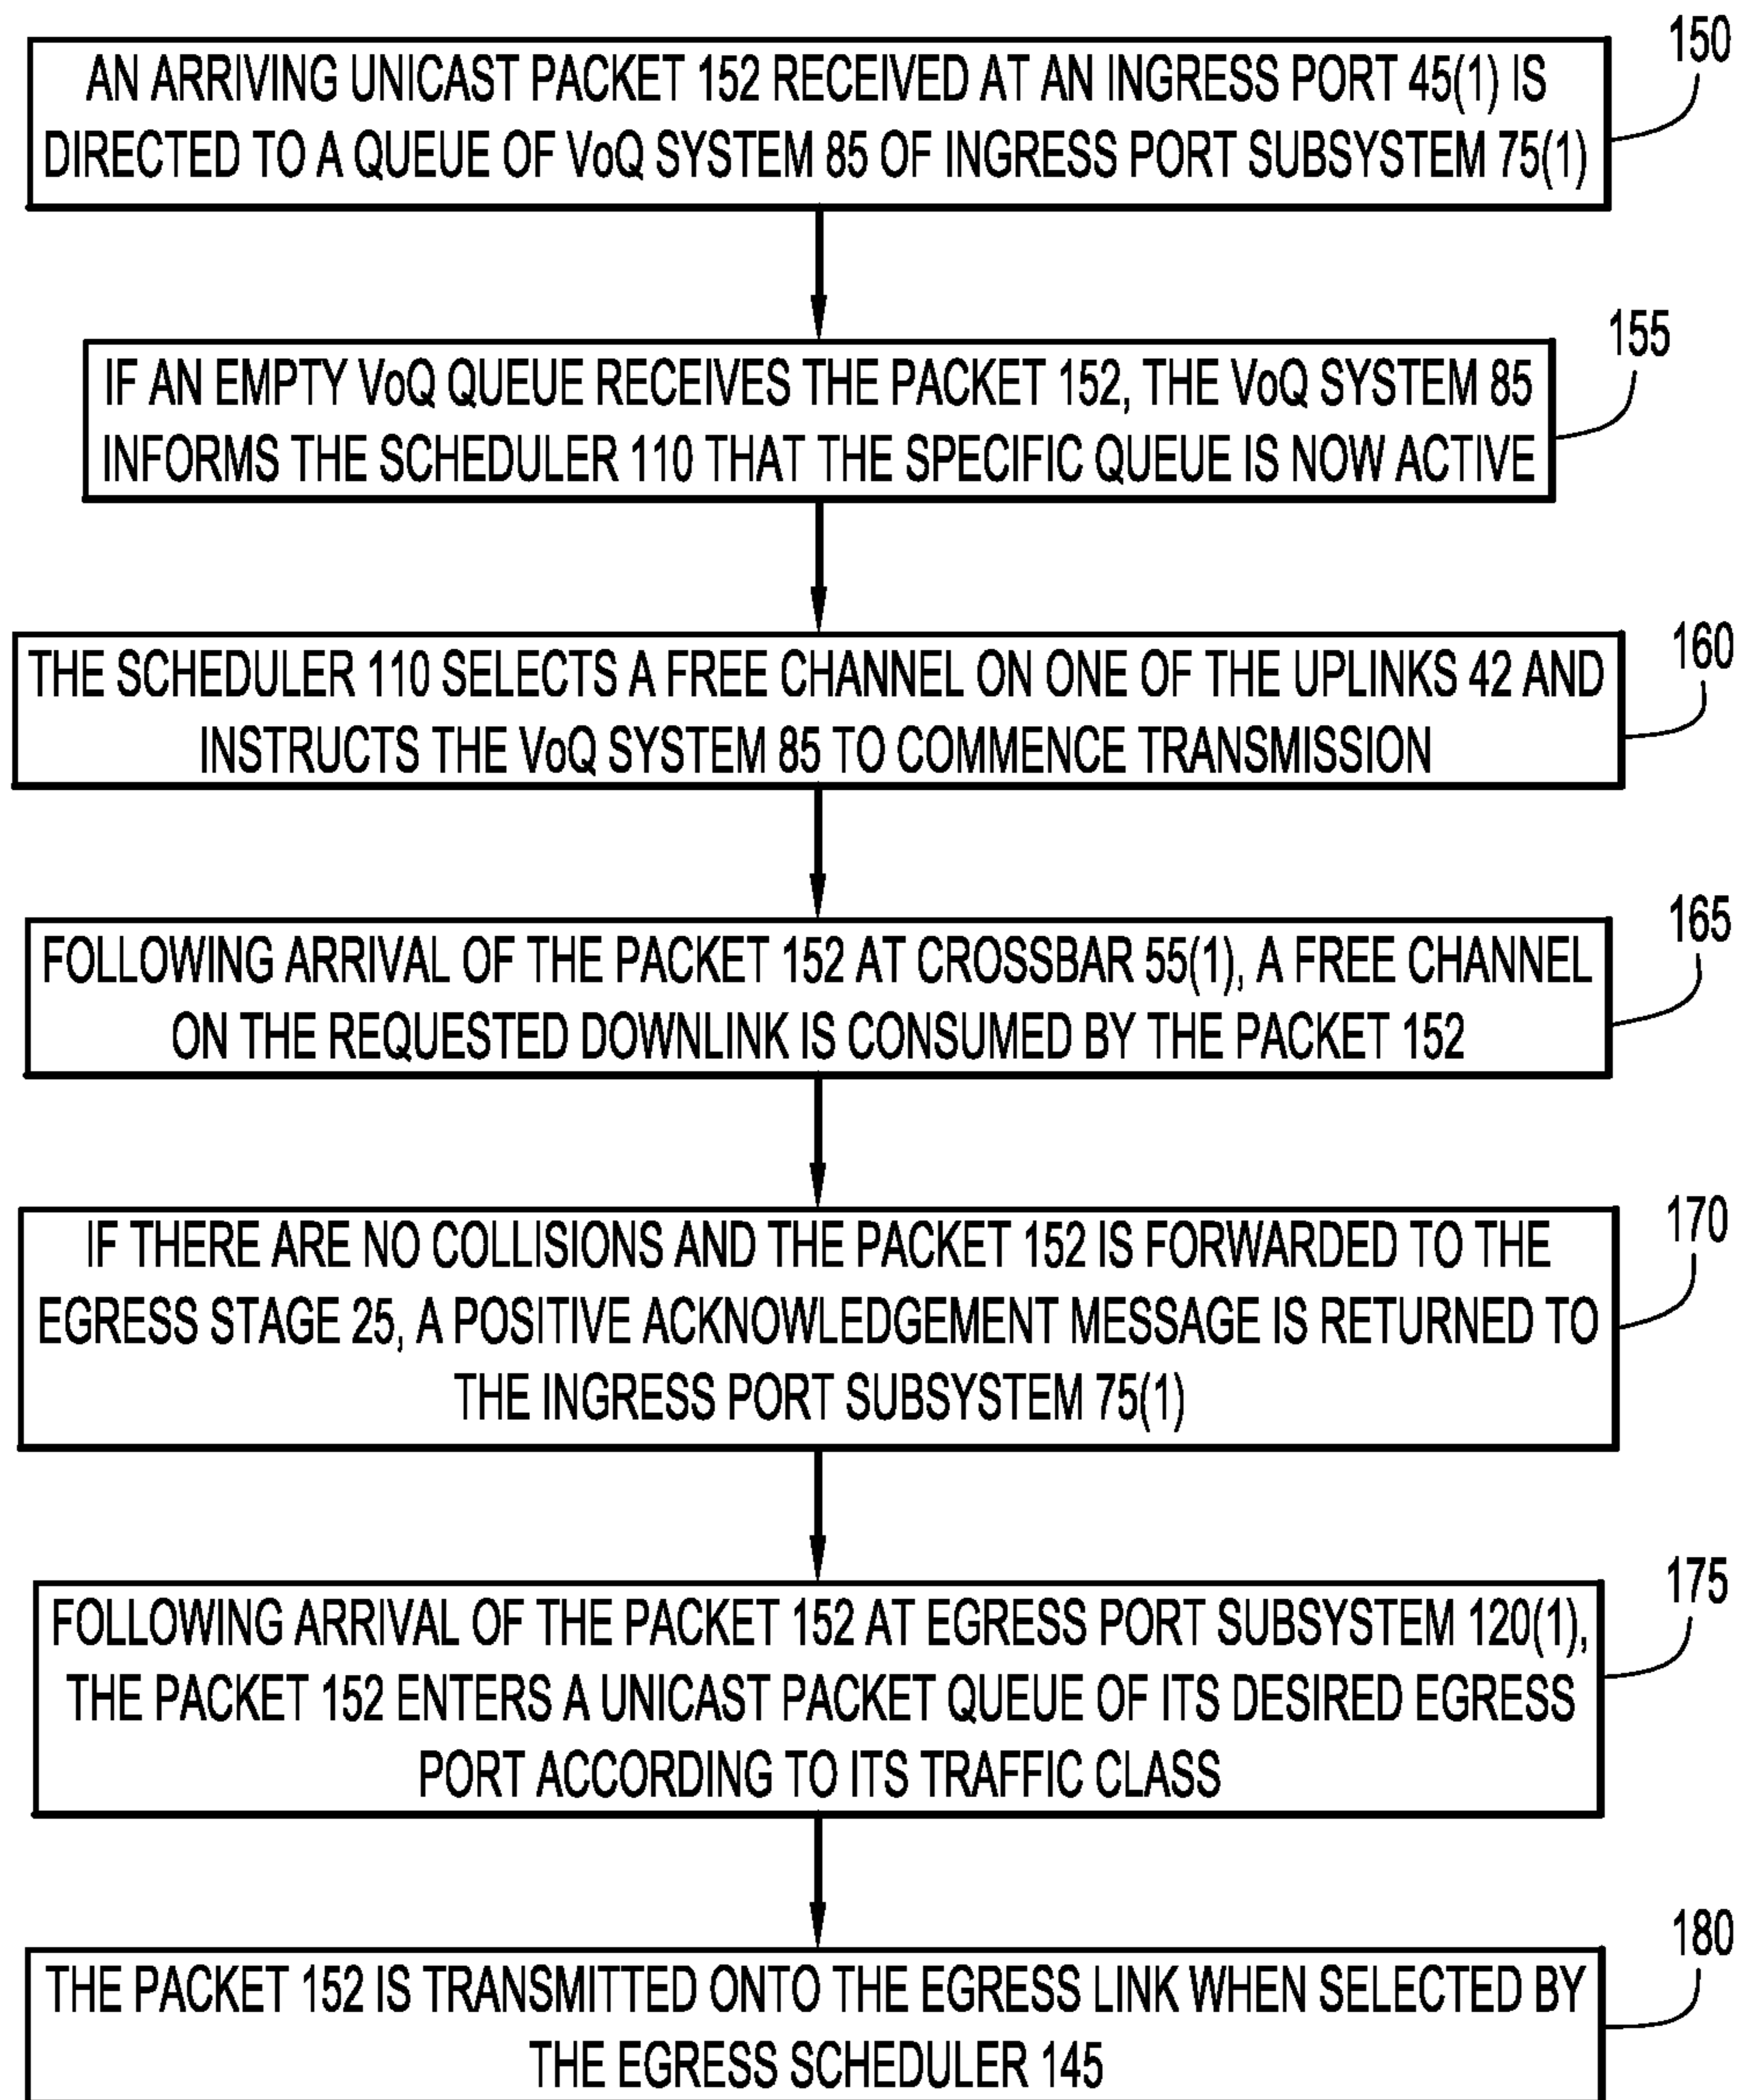 150
AN ARRIVING UNICAST PACKET 152 RECEIVED AT AN INGRESS PORT 45(1) IS
DIRECTED TO A QUEUE OF VoQ SYSTEM 85 OF INGRESS PORT SUBSYSTEM 75(1)
155
IF AN EMPTY VoQ QUEUE RECEIVES THE PACKET 152, THE VoQ SYSTEM 85
INFORMS THE SCHEDULER 110 THAT THE SPECIFIC QUEUE IS NOW ACTIVE
160
THE SCHEDULER 110 SELECTS A FREE CHANNEL ON ONE OF THE UPLINKS 42 AND
INSTRUCTS THE VoQ SYSTEM 85 TO COMMENCE TRANSMISSION
165
FOLLOWING ARRIVAL OF THE PACKET 152 AT CROSSBAR 55(1), A FREE CHANNEL
ON THE REQUESTED DOWNLINK IS CONSUMED BY THE PACKET 152
170
IF THERE ARE NO COLLISIONS AND THE PACKET 152 IS FORWARDED TO THE
EGRESS STAGE 25, A POSITIVE ACKNOWLEDGEMENT MESSAGE IS RETURNED TO
THE INGRESS PORT SUBSYSTEM 75(1)
175
FOLLOWING ARRIVAL OF THE PACKET 152 AT EGRESS PORT SUBSYSTEM 120(1),
THE PACKET 152 ENTERS A UNICAST PACKET QUEUE OF ITS DESIRED EGRESS
PORT ACCORDING TO ITS TRAFFIC CLASS
180
THE PACKET 152 IS TRANSMITTED ONTO THE EGRESS LINK WHEN SELECTED BY
THE EGRESS SCHEDULER 145